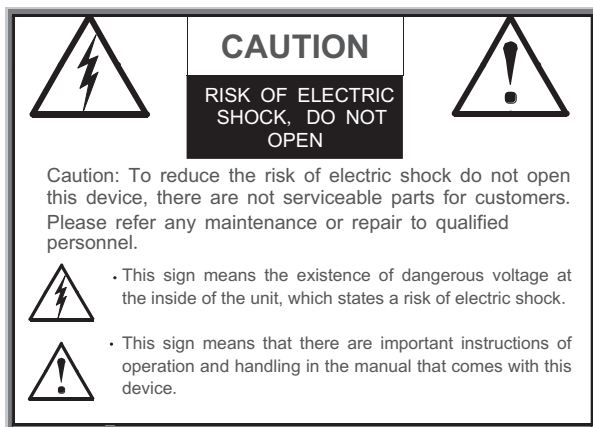 CAUTION
RISK OF ELECTRIC
SHOCK, DO NOT
OPEN
Caution: To reduce the risk of electric shock do not open
this device, there are not serviceable parts for customers.
Please refer any maintenance or repair to qualified
personnel.
• This sign means the existence of dangerous voltage at
the inside of the unit, which states a risk of electric shock.
• This sign means that there are important instructions of
operation and handling in the manual that comes with this
device.